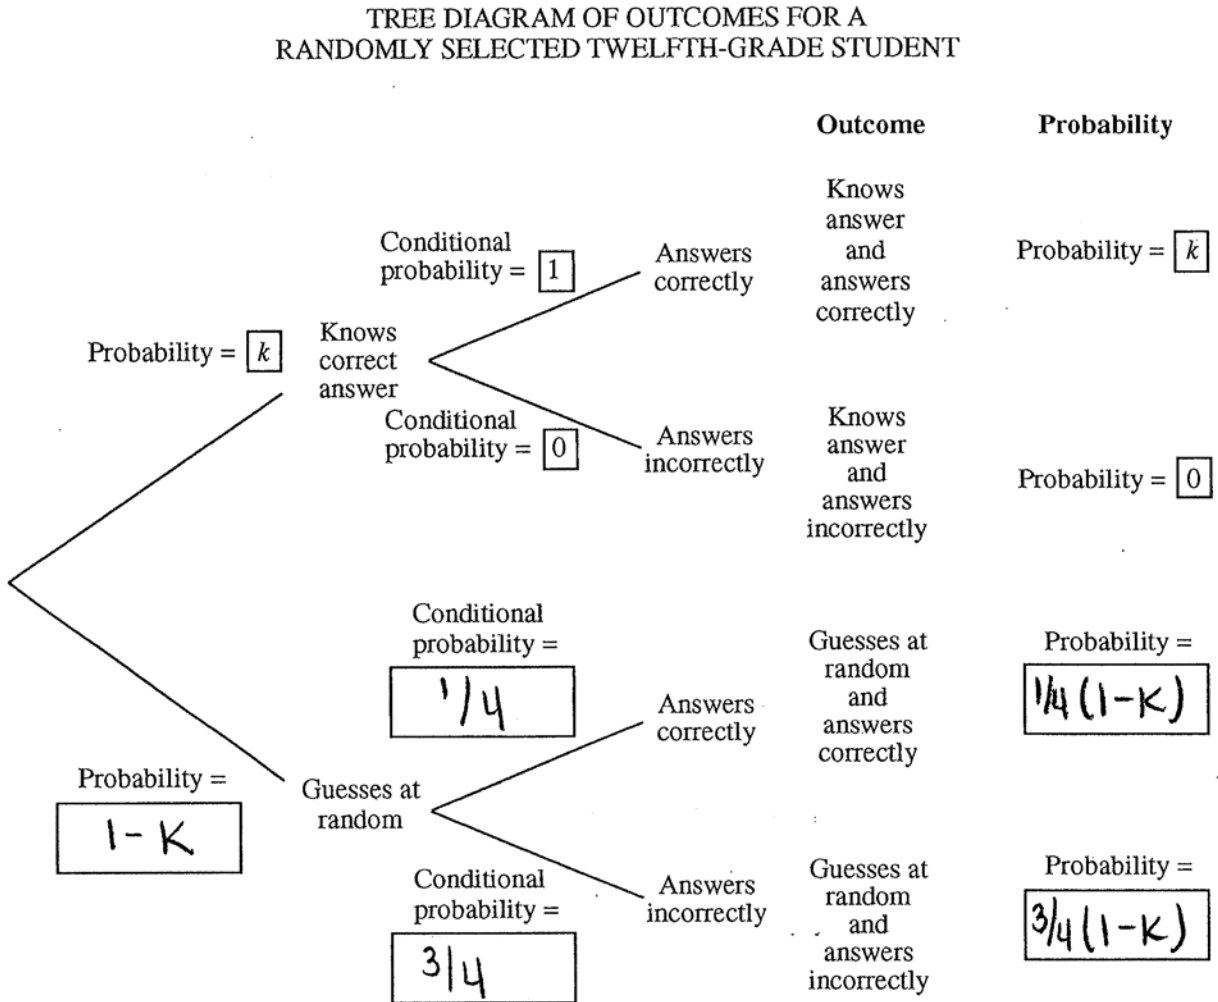 TREE DIAGRAM OF OUTCOMES FOR A
RANDOMLY SELECTED TWELFTH-GRADE STUDENT
Outcome
Probability
Probability = k
Knows
correct
answer
Conditional
probability = 1
Answers
correctly
Knows
answer
and
answers
correctly
Probability = k
Conditional
probability = 0
Answers
incorrectly
Knows
answer
and
answers
incorrectly
Probability = 0
Probability =
1-K
Guesses at
random
Conditional
probability =
1/4
Answers
correctly
Guesses at
random
and
answers
correctly
Probability =
1/4(1-K)
Conditional
probability =
3/4
Answers
incorrectly
Guesses at
random
and
answers
incorrectly
Probability =
3/4(1-K)